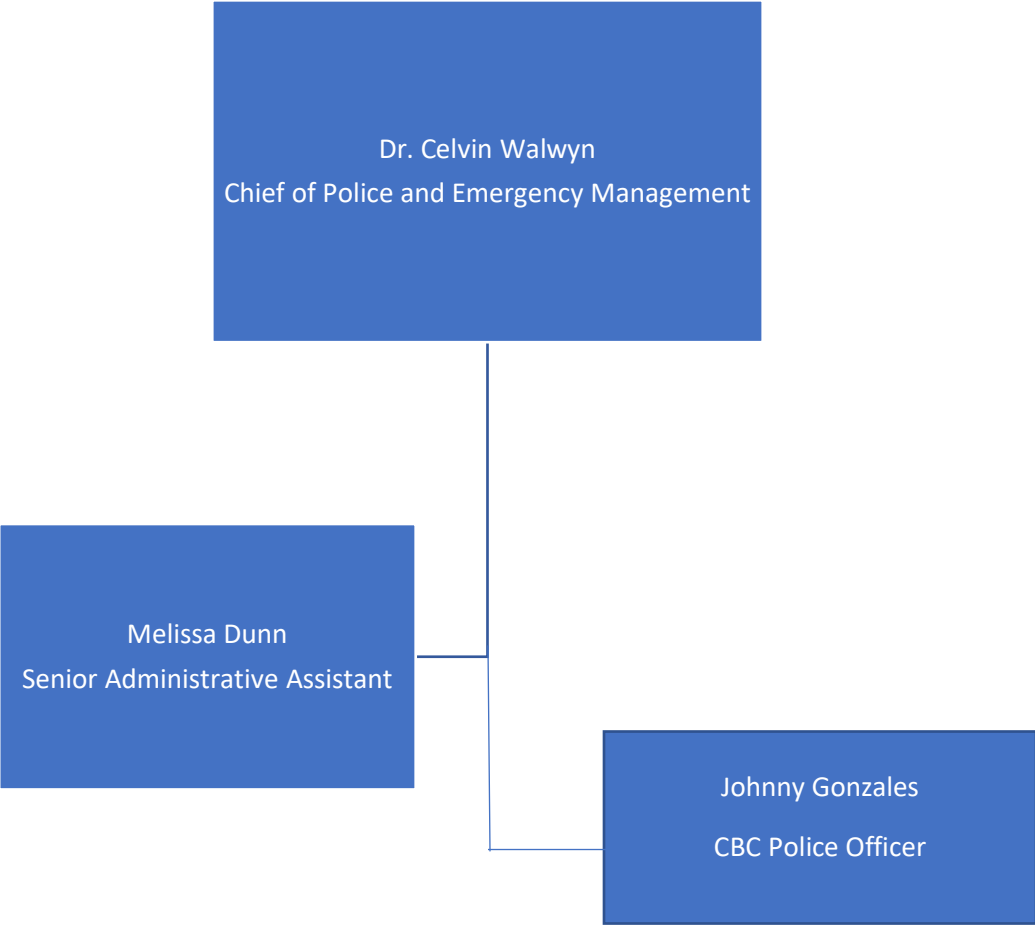 Dr. Celvin Walwyn
Chief of Police and Emergency Management
Melissa Dunn
Senior Administrative Assistant
Johnny Gonzales
CBC Police Officer